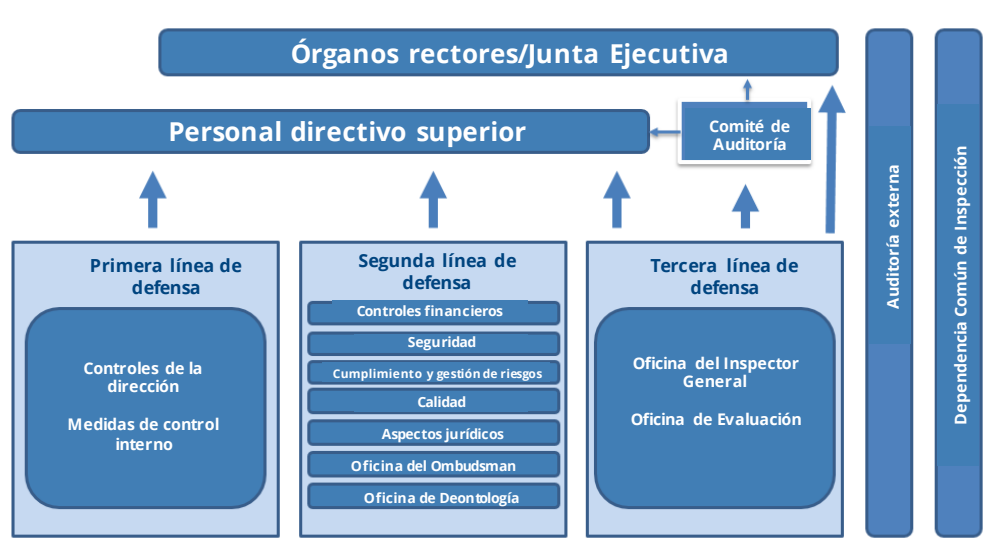 Órganos rectores/Junta Ejecutiva
Personal directivo superior
Comité de
Auditoría
Primera línea de
defensa
Controles de la
dirección
Medidas de control
interno
Segunda línea de
defensa
Controles financieros
Seguridad
Cumplimiento y gestión de riesgos
Calidad
Aspectos jurídicos
Oficina del Ombudsman
Oficina de Deontología
Tercera línea de
defensa
Oficina del Inspector
General
Oficina de Evaluación
Auditoría externa
Dependencia Común de Inspección